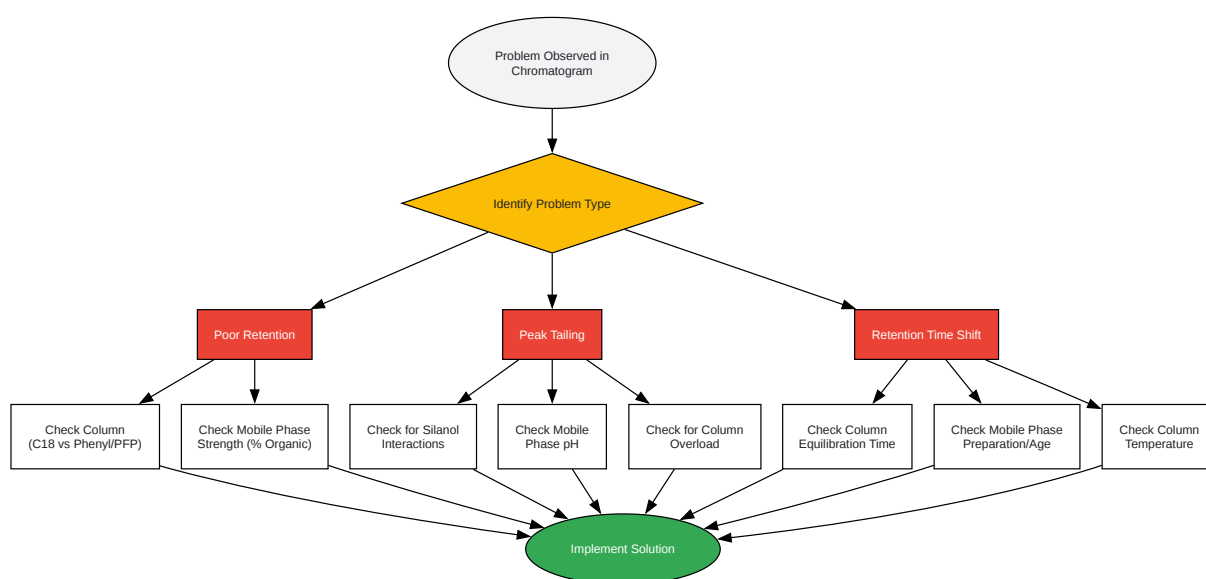 Problem Observed in
Chromatogram
Identify Problem Type
Poor Retention
Peak Tailing
Retention Time Shift
Check Column
(C18 vs Phenyl/PFP)
Check Mobile Phase
Strength (% Organic)
Check for Silanol
Interactions
Check Mobile
Phase pH
Check for Column
Overload
Check Column
Equilibration Time
Check Mobile Phase
Preparation/Age
Check Column
Temperature
Implement Solution